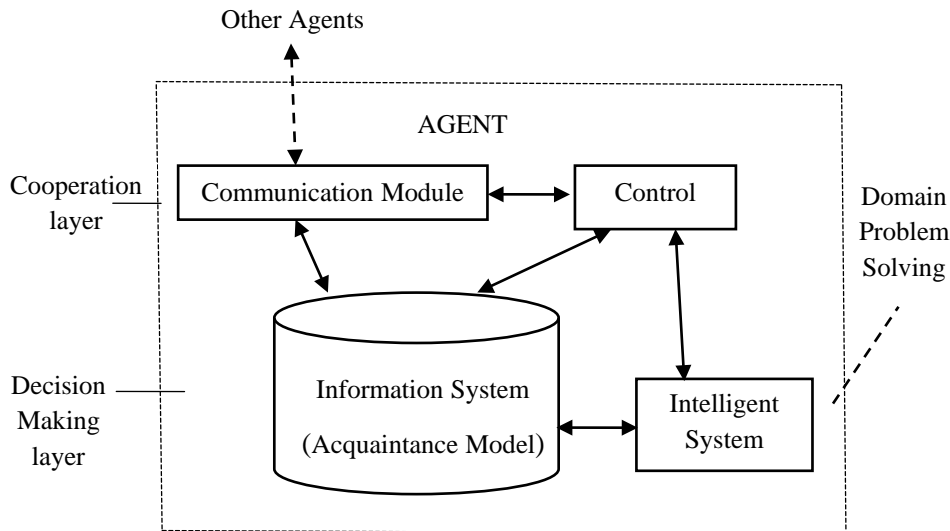 Other Agents
AGENT
Cooperation
layer
Communication Module
Control
Domain
Problem
Solving
Decision
Making
layer
Information System
(Acquaintance Model)
Intelligent
System